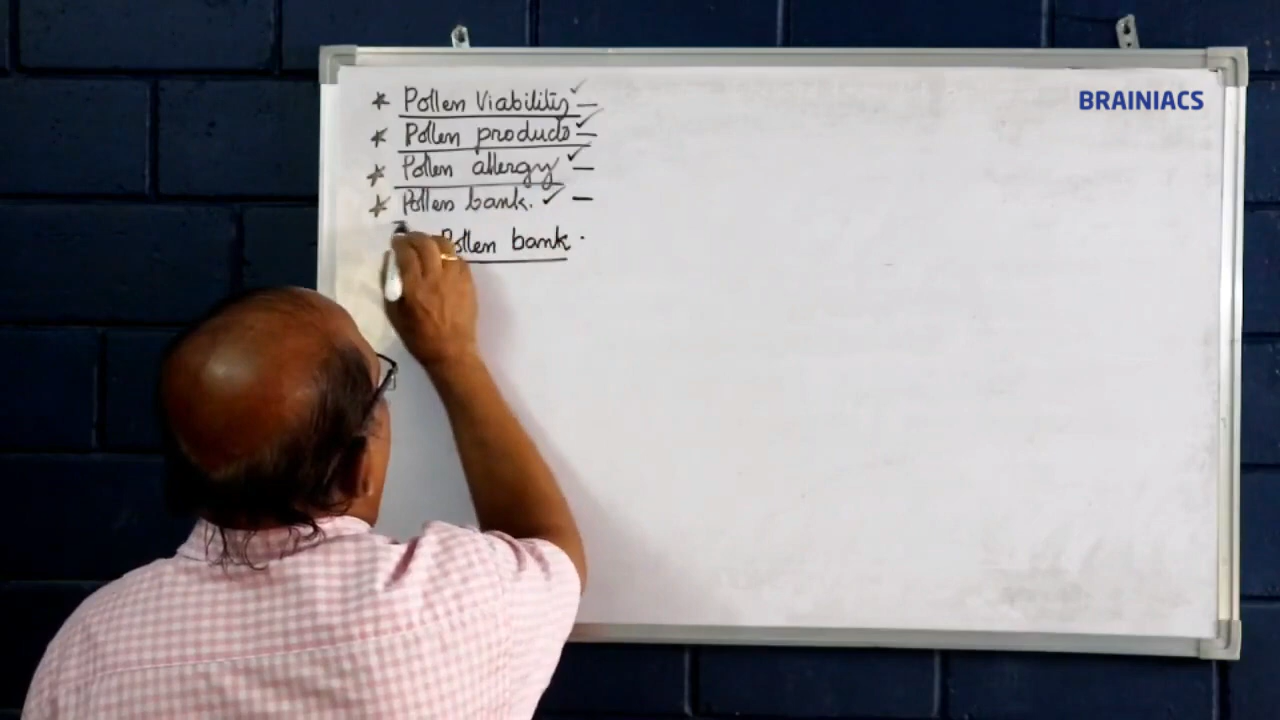 BRAINIACS
* Pollen Viability ✓ —
* Pollen products ✓ —
* Pollen allergy ✓ —
* Pollen bank. ✓ —
Pollen bank.